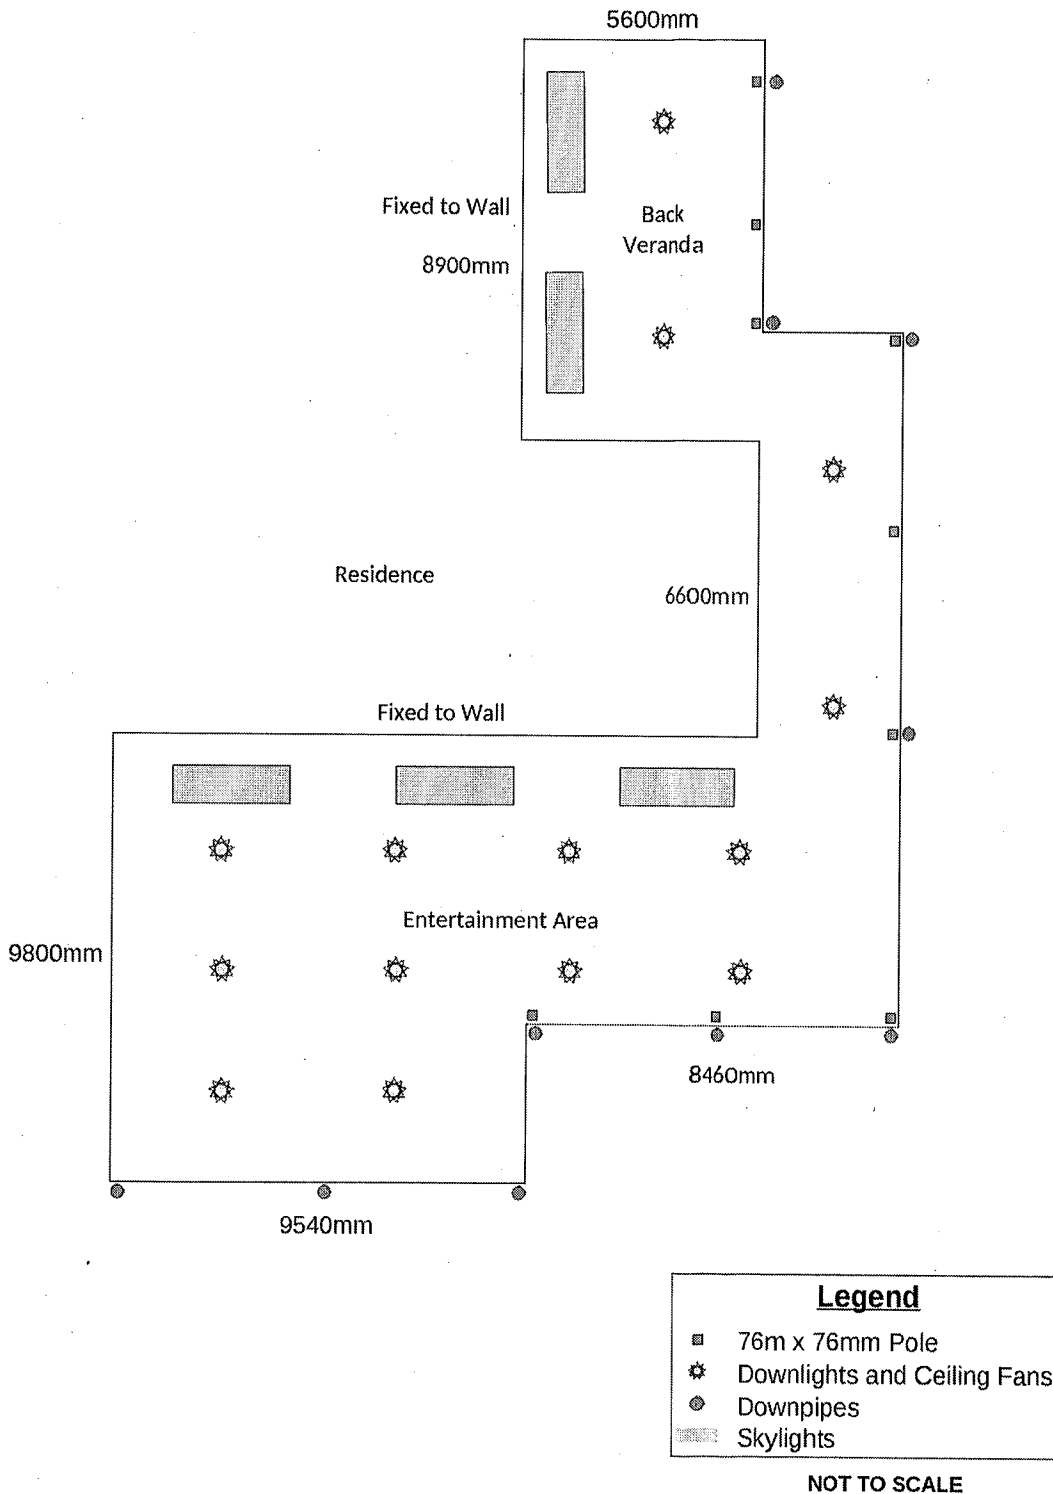 5600mm
Fixed to Wall
8900mm
Back
Veranda
Residence
6600mm
Fixed to Wall
Entertainment Area
9800mm
8460mm
9540mm
Legend
76m x 76mm Pole
Downlights and Ceiling Fans
Downpipes
Skylights
NOT TO SCALE